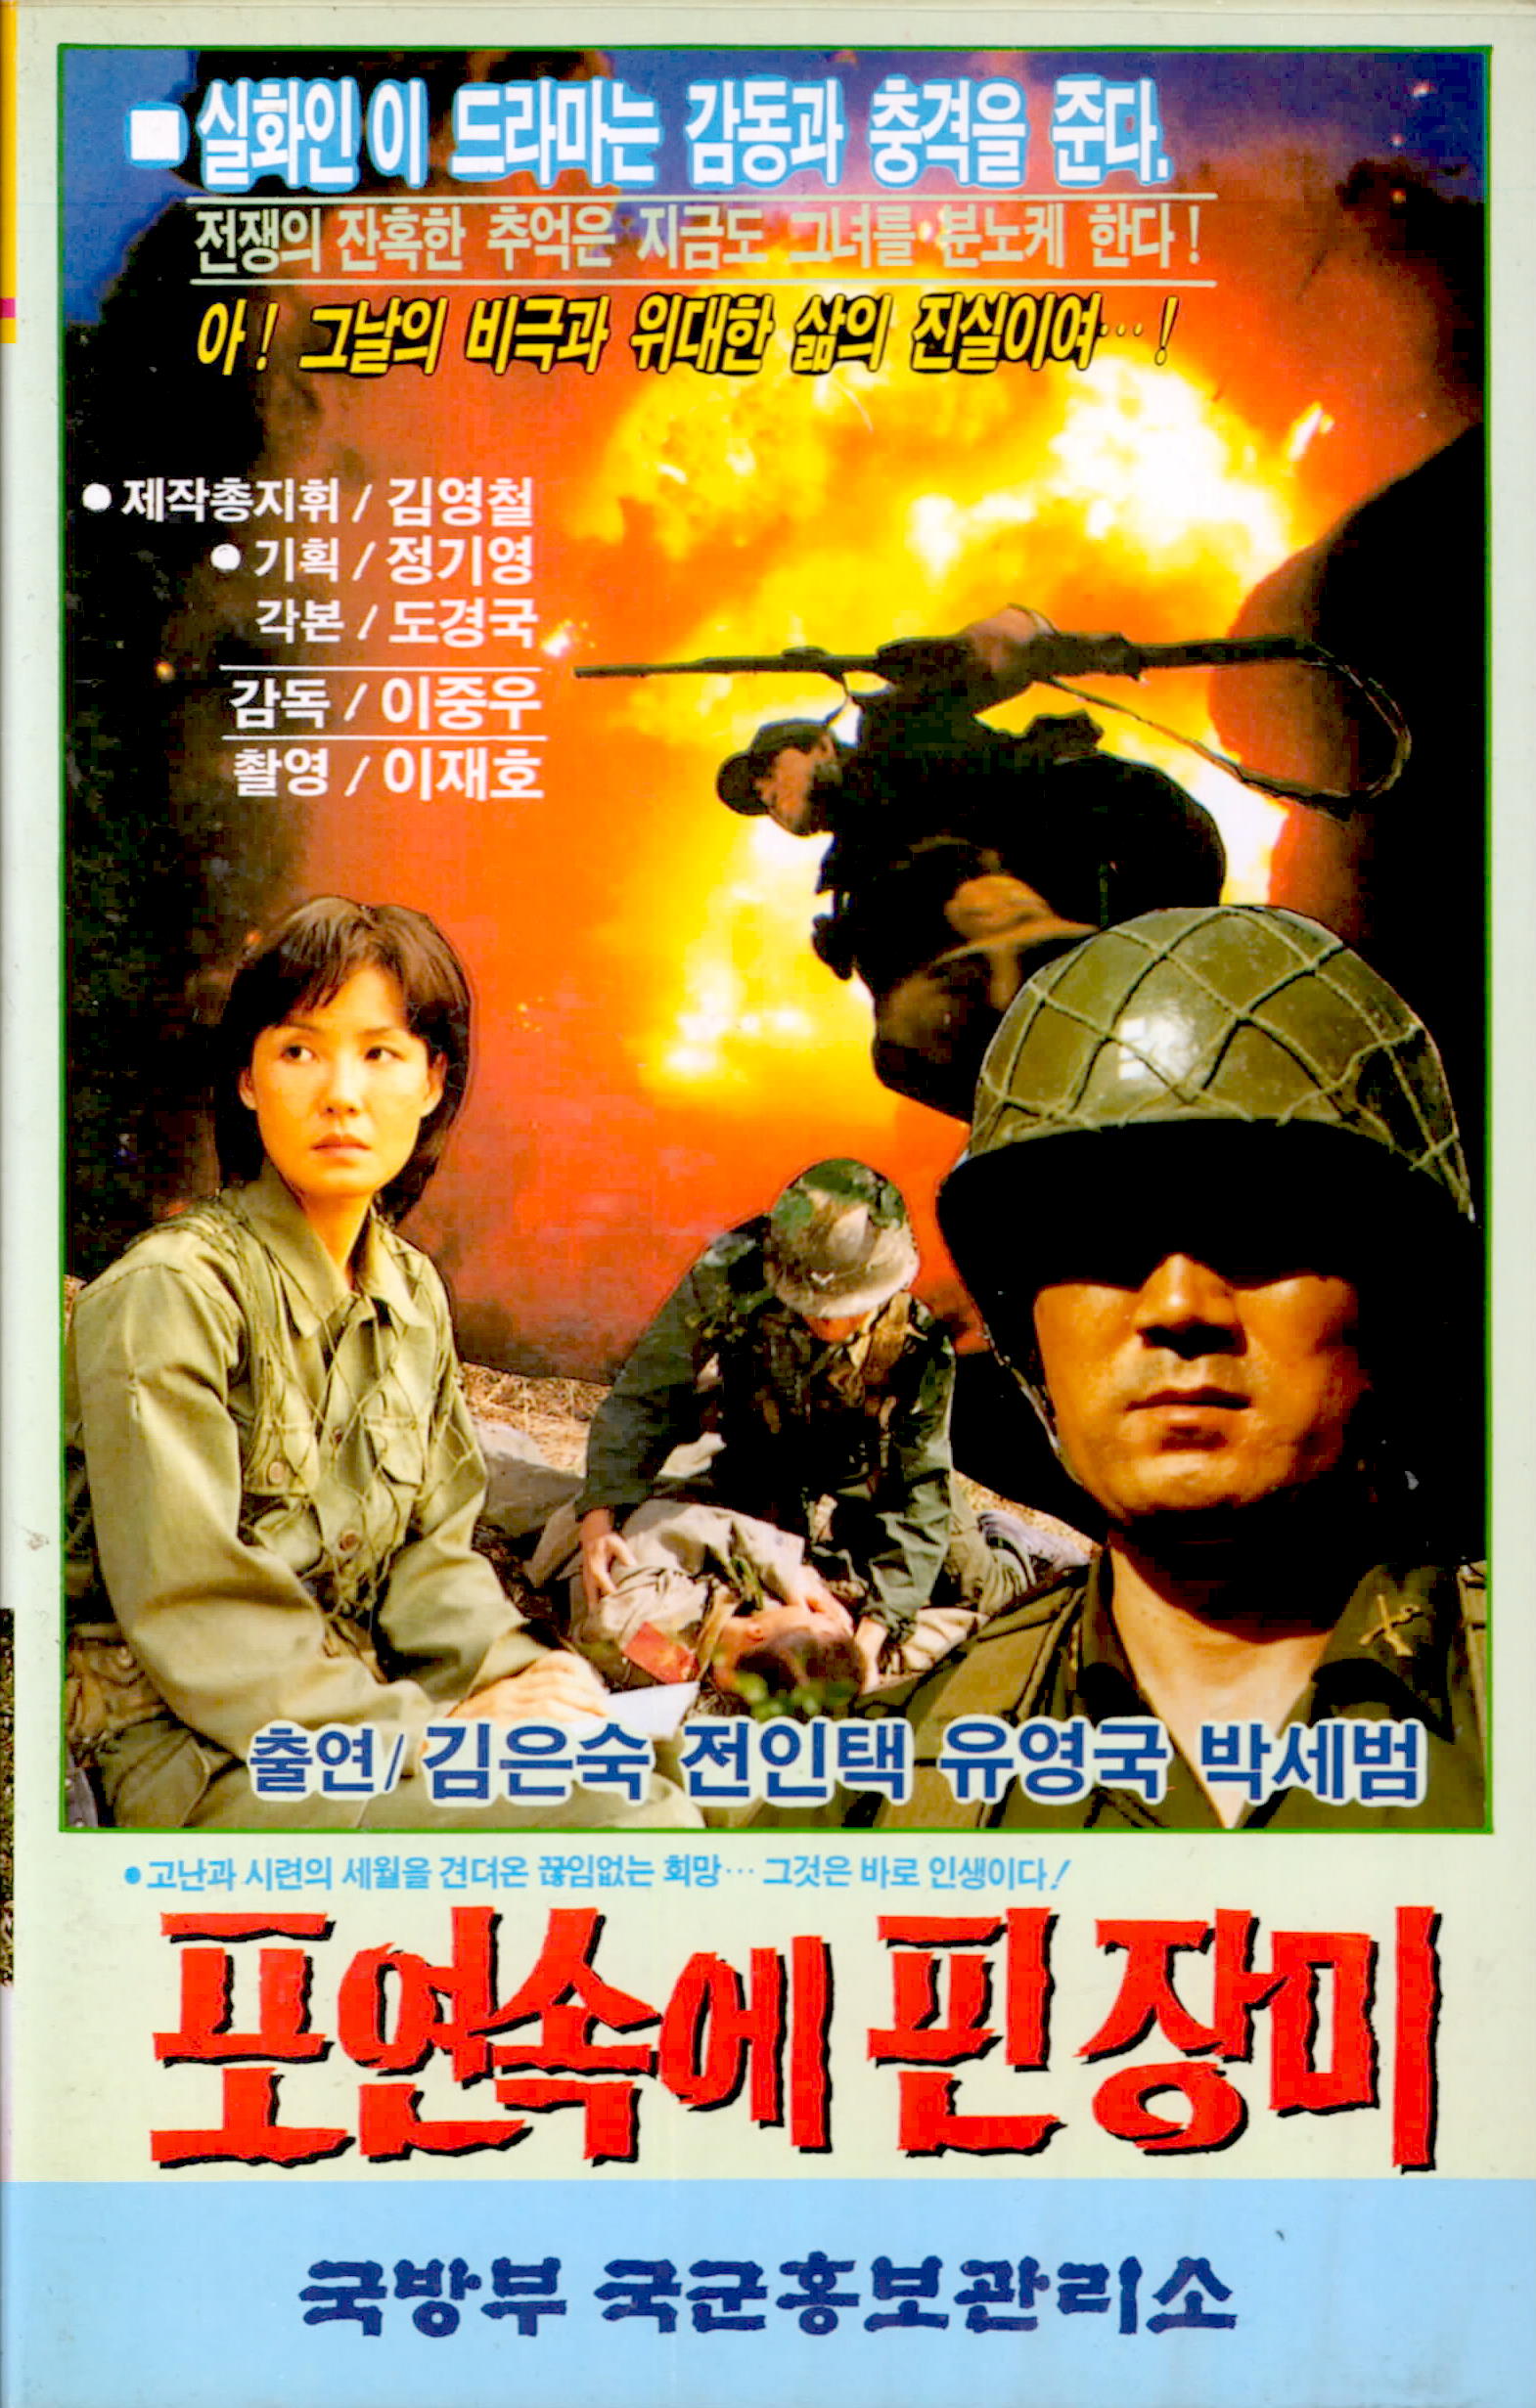 ■ 실화인 이 드라마는 감동과 충격을 준다.
전쟁의 잔혹한 추억은 지금도 그녀를 분노케 한다!
아! 그날의 비극과 위대한 삶의 진실이여…!
● 제작총지휘 / 김영철
● 기획 / 정기영
각본 / 도경국
감독 / 이중우
촬영 / 이재호
출연/ 김은숙 전인택 유영국 박세범
● 고난과 시련의 세월을 견뎌온 끊임없는 희망… 그것은 바로 인생이다!
포연속에 핀 장미
국방부 국군홍보관리소